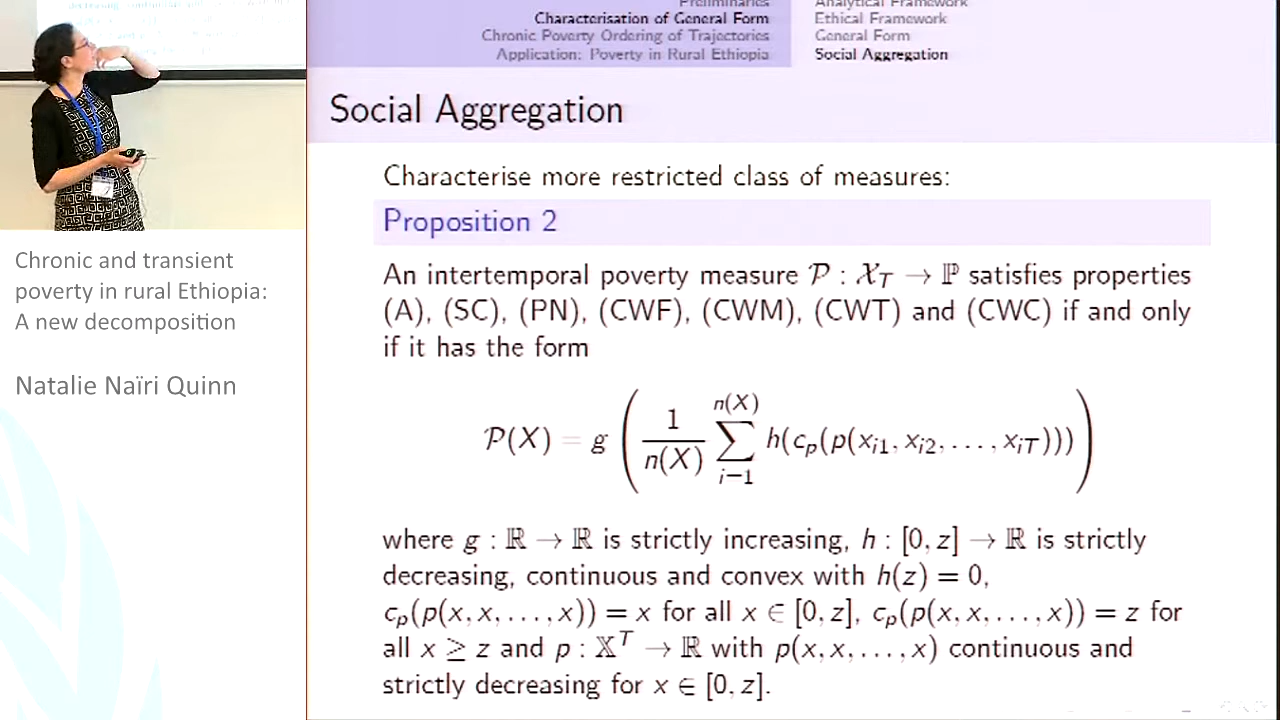 Preliminaries
Characterisation of General Form
Chronic Poverty Ordering of Trajectories
Application: Poverty in Rural Ethiopia
Analytical Framework
Ethical Framework
General Form
Social Aggregation
Social Aggregation
Characterise more restricted class of measures:
Proposition 2
An intertemporal poverty measure 𝒫 : 𝒳_T → ℙ satisfies properties
(A), (SC), (PN), (CWF), (CWM), (CWT) and (CWC) if and only
if it has the form
𝒫(X) = g ( 1/n(X) ∑_{i=1}^{n(X)} h(c_p(p(x_{i1}, x_{i2}, . . . , x_{iT}))) )
where g : ℝ → ℝ is strictly increasing, h : [0, z] → ℝ is strictly
decreasing, continuous and convex with h(z) = 0,
c_p(p(x, x, . . . , x)) = x for all x ∈ [0, z], c_p(p(x, x, . . . , x)) = z for
all x ≥ z and p : 𝕏^T → ℝ with p(x, x, . . . , x) continuous and
strictly decreasing for x ∈ [0, z].
Chronic and transient
poverty in rural Ethiopia:
A new decomposition
Natalie Naïri Quinn